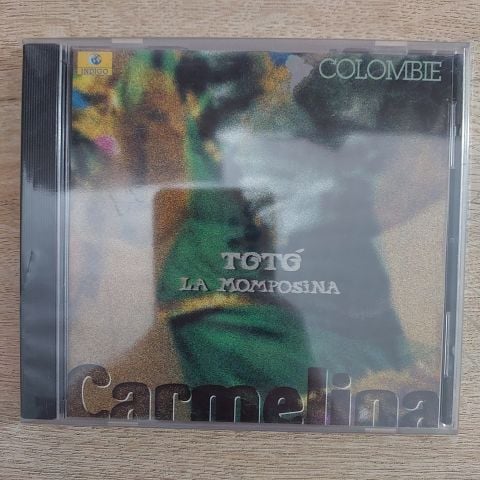 INDIGO
COLOMBIE
TOTÓ
LA MOMPOSINA
Carmelina